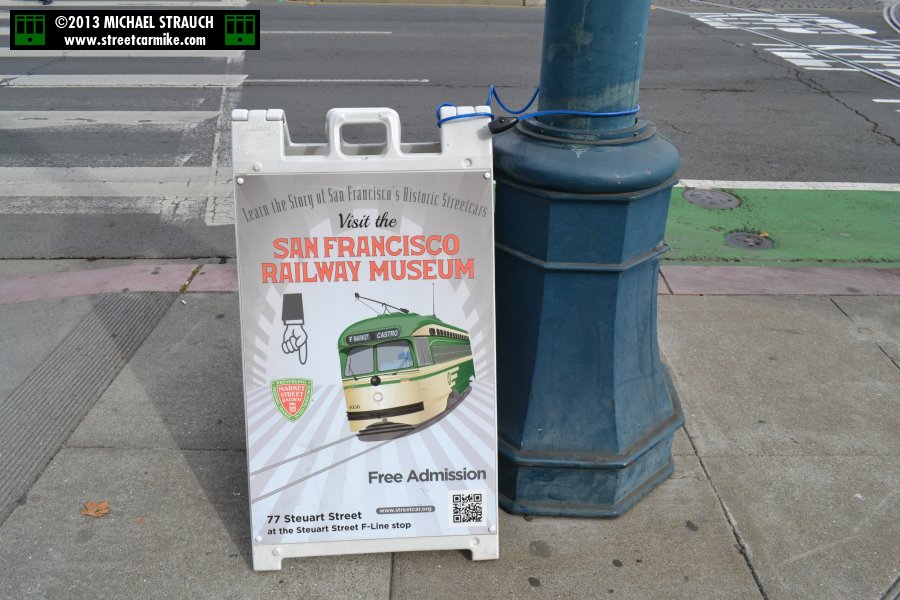 ©2013 MICHAEL STRAUCH
www.streetcarmike.com
Learn the Story of San Francisco's Historic Streetcars
Visit the
SAN FRANCISCO
RAILWAY MUSEUM
F MARKET CASTRO
1050
PRESERVING
MARKET
STREET
RAILWAY
Free Admission
77 Steuart Street
www.streetcar.org
at the Steuart Street F-Line stop